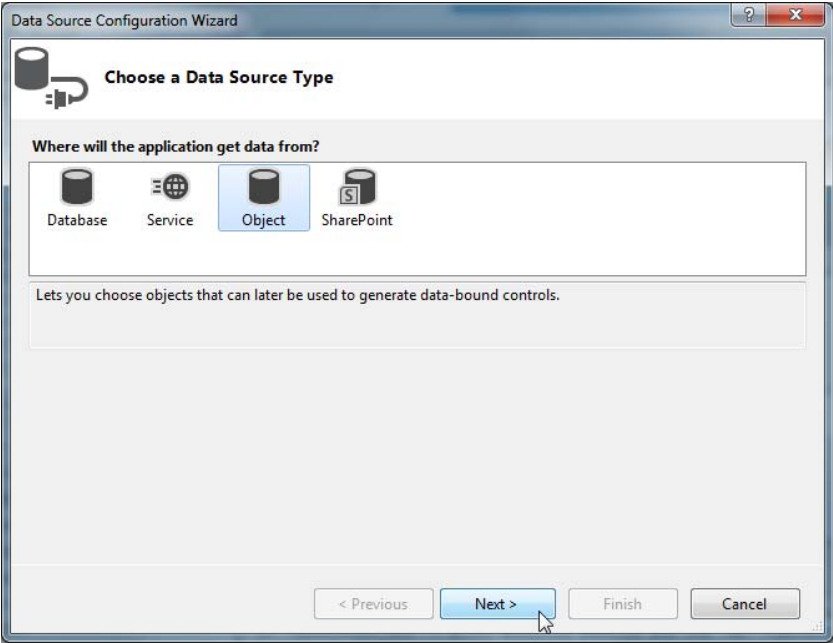 Data Source Configuration Wizard
?
Choose a Data Source Type
Where will the application get data from?
Database Service Object SharePoint
Lets you choose objects that can later be used to generate data-bound controls.
< Previous Next > Finish Cancel